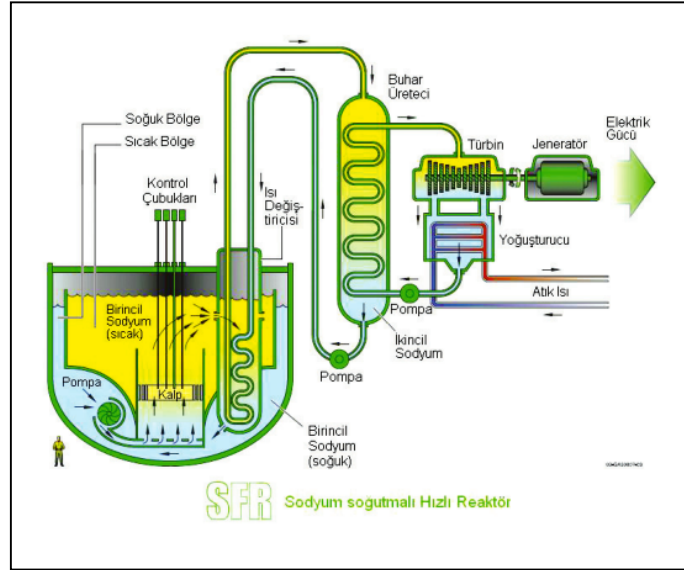 Buhar
Üreteci
Elektrik
Gücü
Soğuk Bölge
Sıcak Bölge
Türbin
Jeneratör
Kontrol
Çubukları
Isı
Değiş-
tiricisi
Yoğuşturucu
Atık Isı
Birincil
Sodyum
(sıcak)
Pompa
İkincil
Sodyum
Pompa
Pompa
Kalp
Birincil
Sodyum
(soğuk)
SFR Sodyum soğutmalı Hızlı Reaktör